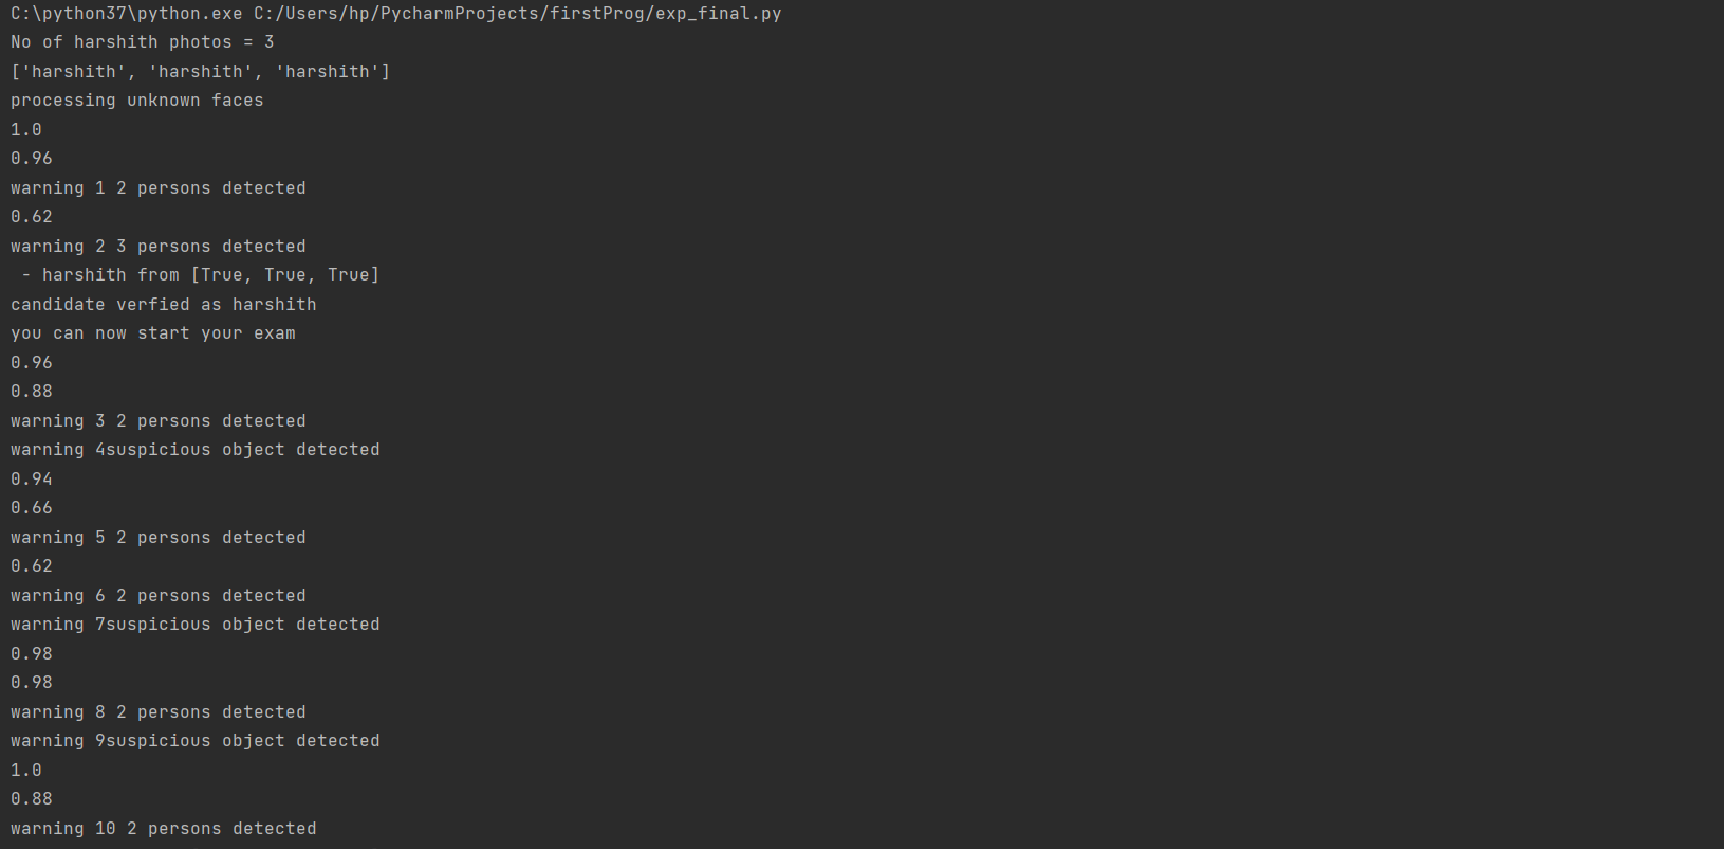 C:\python37\python.exe C:/Users/hp/PycharmProjects/firstProg/exp_final.py
No of harshith photos = 3
['harshith', 'harshith', 'harshith']
processing unknown faces
1.0
0.96
warning 1 2 persons detected
0.62
warning 2 3 persons detected
 - harshith from [True, True, True]
candidate verfied as harshith
you can now start your exam
0.96
0.88
warning 3 2 persons detected
warning 4suspicious object detected
0.94
0.66
warning 5 2 persons detected
0.62
warning 6 2 persons detected
warning 7suspicious object detected
0.98
0.98
warning 8 2 persons detected
warning 9suspicious object detected
1.0
0.88
warning 10 2 persons detected